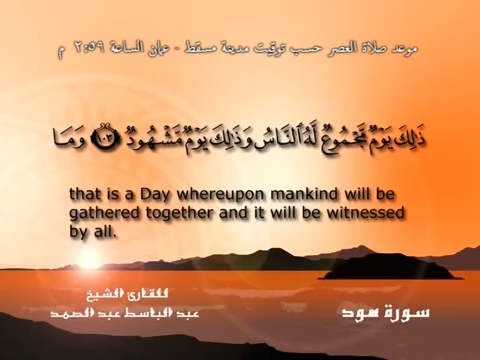 موعد صلاة العصر حسب توقيت مدينة مسقط - عمان الساعة ٢:٥٩ م
ذَٰلِكَ يَوْمٌ مَّجْمُوعٌ لَّهُ ٱلنَّاسُ وَذَٰلِكَ يَوْمٌ مَّشْهُودٌ ١٠٣ وَمَا
that is a Day whereupon mankind will be
gathered together and it will be witnessed
by all.
للقارئ الشيخ
عبد الباسط عبد الصمد
سورة هود